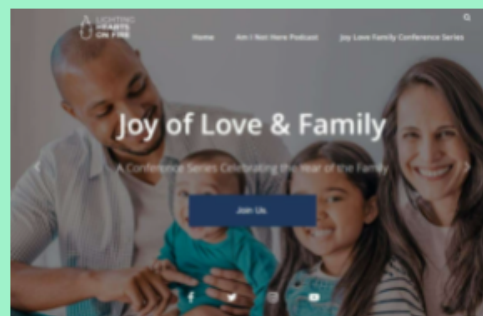 LIGHTING
HEARTS
ON FIRE
Home Am I Not Here Podcast Joy Love Family Conference Series
Joy of Love & Family
A Conference Series Celebrating the Year of the Family
Join Us